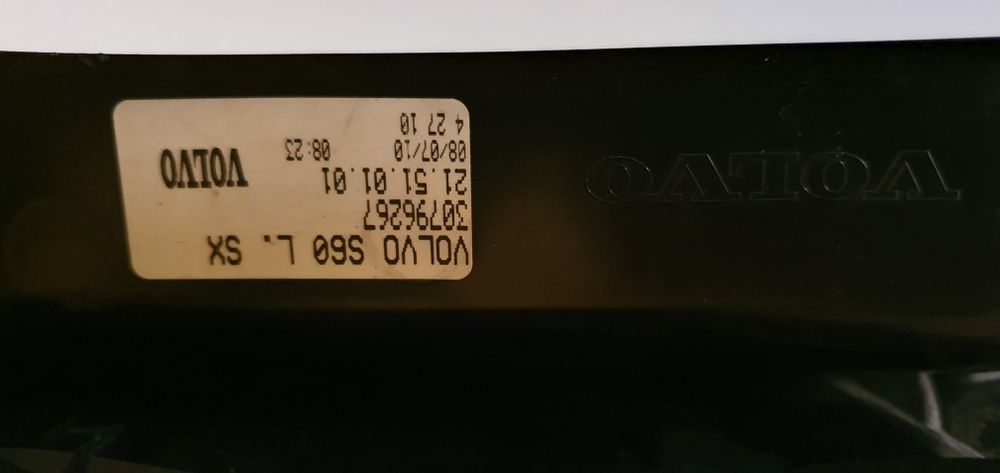 VOLVO S60 L. SX
30796267
21.51.01.01
08/07/10 08:23
4 27 10
VOLVO
VOLVO